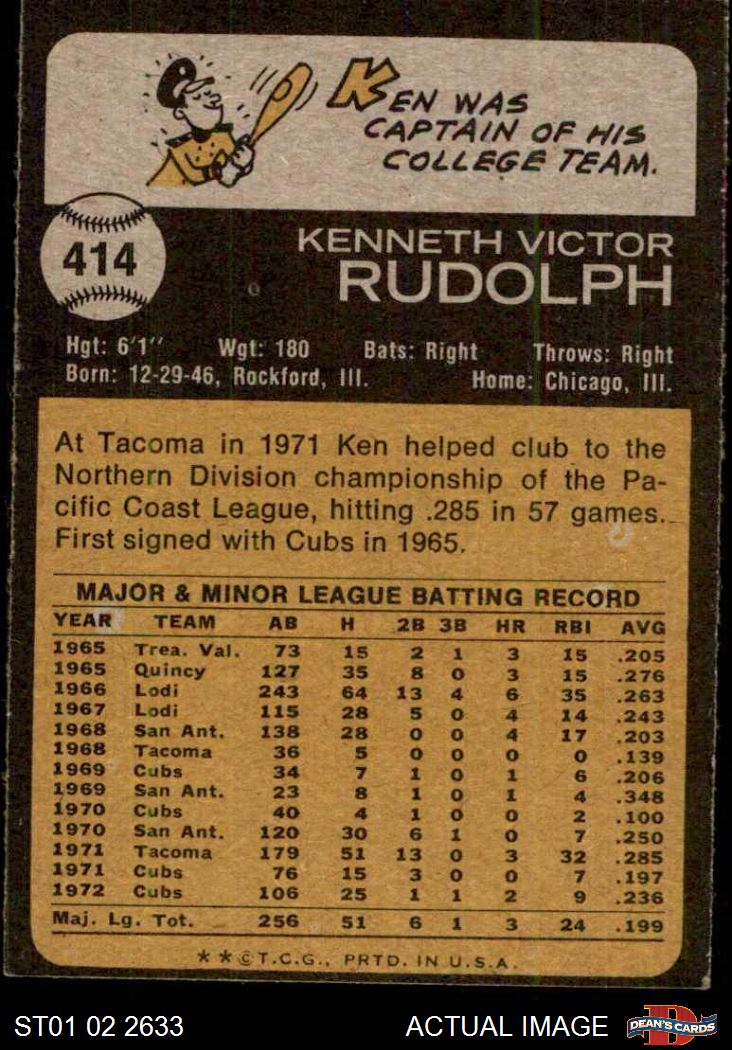 KEN WAS
CAPTAIN OF HIS
COLLEGE TEAM.
414
KENNETH VICTOR
RUDOLPH
Hgt: 6'1" Wgt: 180 Bats: Right Throws: Right
Born: 12-29-46, Rockford, Ill. Home: Chicago, Ill.
At Tacoma in 1971 Ken helped club to the
Northern Division championship of the Pa-
cific Coast League, hitting .285 in 57 games.
First signed with Cubs in 1965.
MAJOR & MINOR LEAGUE BATTING RECORD
YEAR TEAM AB H 2B 3B HR RBI AVG
1965 Trea. Val. 73 15 2 1 3 15 .205
1965 Quincy 127 35 8 0 3 15 .276
1966 Lodi 243 64 13 4 6 35 .263
1967 Lodi 115 28 5 0 4 14 .243
1968 San Ant. 138 28 0 0 4 17 .203
1968 Tacoma 36 5 0 0 0 0 .139
1969 Cubs 34 7 1 0 1 6 .206
1969 San Ant. 23 8 1 0 1 4 .348
1970 Cubs 40 4 1 0 0 2 .100
1970 San Ant. 120 30 6 1 0 7 .250
1971 Tacoma 179 51 13 0 3 32 .285
1971 Cubs 76 15 3 0 0 7 .197
1972 Cubs 106 25 1 1 2 9 .236
Maj. Lg. Tot. 256 51 6 1 3 24 .199
**©T.C.G., PRTD. IN U.S.A.
ST01 02 2633 ACTUAL IMAGE DEAN'S CARDS